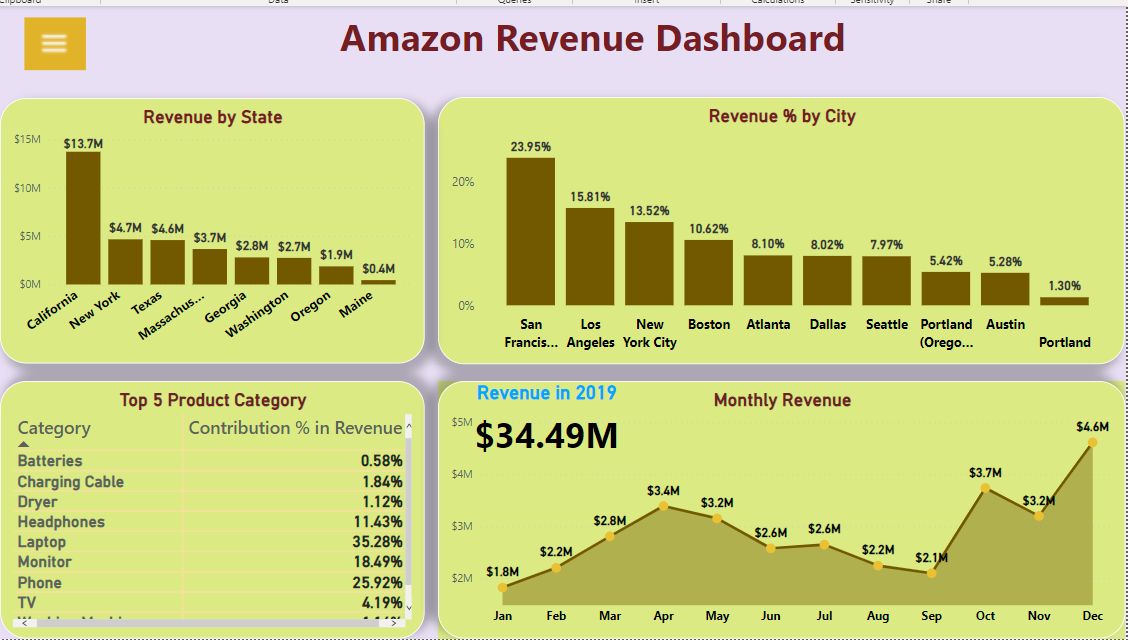 Data
Amazon Revenue Dashboard
Revenue by State
$15M
$10M
$5M
$0M
$13.7M
$4.7M
$4.6M
$3.7M
$2.8M
$2.7M
$1.9M
$0.4M
California
New York
Texas
Massachus...
Georgia
Washington
Oregon
Maine
Revenue % by City
20%
10%
0%
23.95%
15.81%
13.52%
10.62%
8.10%
8.02%
7.97%
5.42%
5.28%
1.30%
San Francis...
Los Angeles
New York City
Boston
Atlanta
Dallas
Seattle
Portland (Orego...
Austin
Portland
Top 5 Product Category
Category Contribution % in Revenue
Batteries 0.58%
Charging Cable 1.84%
Dryer 1.12%
Headphones 11.43%
Laptop 35.28%
Monitor 18.49%
Phone 25.92%
TV 4.19%
Revenue in 2019
$34.49M
Monthly Revenue
$5M
$4M
$3M
$2M
$1.8M
$2.2M
$2.8M
$3.4M
$3.2M
$2.6M
$2.6M
$2.2M
$2.1M
$3.7M
$3.2M
$4.6M
Jan Feb Mar Apr May Jun Jul Aug Sep Oct Nov Dec